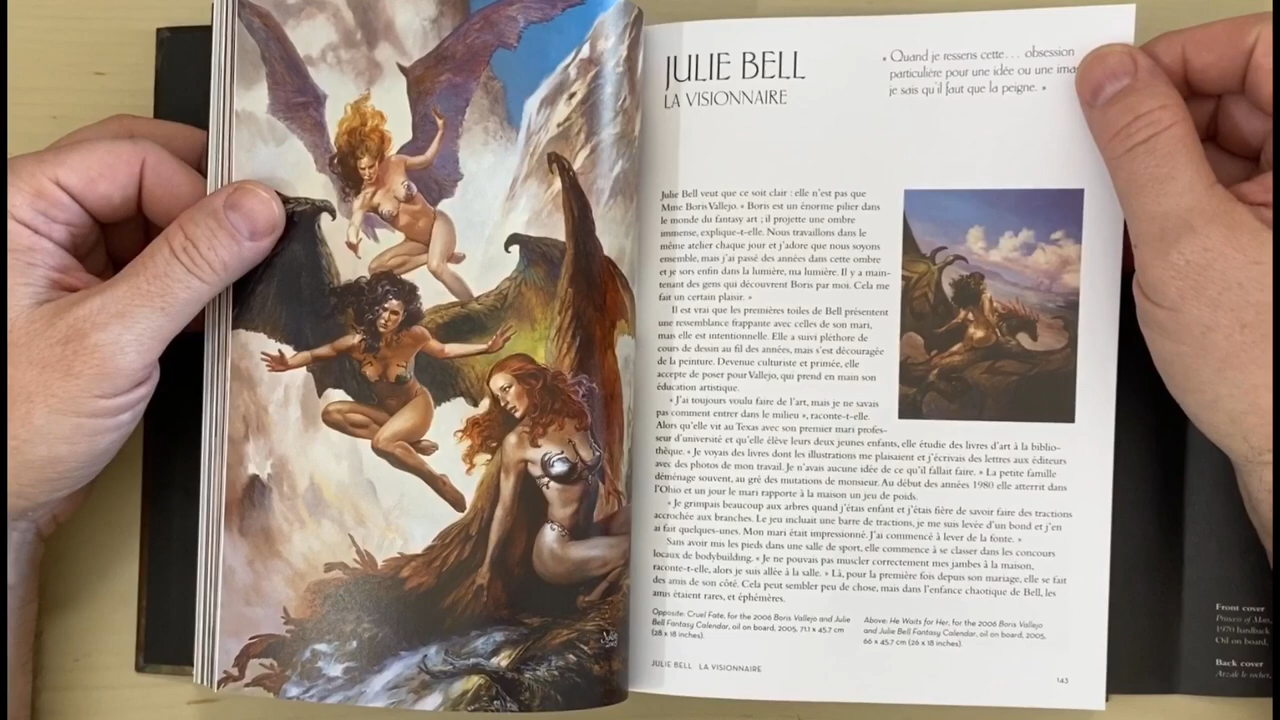 JULIE BELL
LA VISIONNAIRE
« Quand je ressens cette... obsession
particulière pour une idée ou une
je sais qu'il faut que la peigne. »
Julie Bell veut que ce soit clair : elle n'est pas que
Mme Boris Vallejo. « Boris est un énorme pilier dans
le monde du fantasy art ; il projette une ombre
immense, explique-t-elle. Nous travaillons dans le
même atelier chaque jour et j'adore que nous soyons
ensemble, mais j'ai passé des années dans cette ombre
et je sors enfin dans la lumière, ma lumière. Il y a main-
tenant des gens qui découvrent Boris par moi. Cela me
fait un certain plaisir. »
Il est vrai que les premières toiles de Bell présentent
une ressemblance frappante avec celles de son mari,
mais elle est intentionnelle. Elle a suivi pléthore de
cours de dessin au fil des années, mais s'est découragée
de la peinture. Devenue culturiste et primée, elle
accepte de poser pour Vallejo, qui prend en main son
éducation artistique.
« J'ai toujours voulu faire de l'art, mais je ne savais
pas comment entrer dans le milieu », raconte-t-elle.
Alors qu'elle vit au Texas avec son premier mari profes-
seur d'université et qu'elle élève leurs deux jeunes enfants, elle étudie des livres d'art à la biblio-
thèque. « Je voyais des livres dont les illustrations me plaisaient et j'écrivais des lettres aux éditeurs
avec des photos de mon travail. Je n'avais aucune idée de ce qu'il fallait faire. » La petite famille
déménage souvent, au gré des mutations de monsieur. Au début des années 1980 elle atterrit dans
l'Ohio et un jour le mari rapporte à la maison un jeu de poids.
« Je grimpais beaucoup aux arbres quand j'étais enfant et j'étais fière de savoir faire des tractions
accrochée aux branches. Le jeu incluait une barre de tractions, je me suis levée d'un bond et j'en
ai fait quelques-unes. Mon mari était impressionné. J'ai commencé à lever de la fonte. »
Sans avoir mis les pieds dans une salle de sport, elle commence à se classer dans les concours
locaux de bodybuilding. « Je ne pouvais pas muscler correctement mes jambes à la maison,
raconte-t-elle, alors je suis allée à la salle. » Là, pour la première fois depuis son mariage, elle se fait
des amis de son côté. Cela peut sembler peu de chose, mais dans l'enfance chaotique de Bell, les
amis étaient rares, et éphémères.
Opposite: Cruel Fate, for the 2006 Boris Vallejo and Julie
Bell Fantasy Calendar, oil on board, 2005, 71.1 x 45.7 cm
(28 x 18 inches).
Above: He Waits for Her, for the 2006 Boris Vallejo
and Julie Bell Fantasy Calendar, oil on board, 2005,
66 x 45.7 cm (26 x 18 inches).
JULIE BELL LA VISIONNAIRE
143
Front cover
Princess of Mars,
1970 hardback
Oil on board,
Back cover